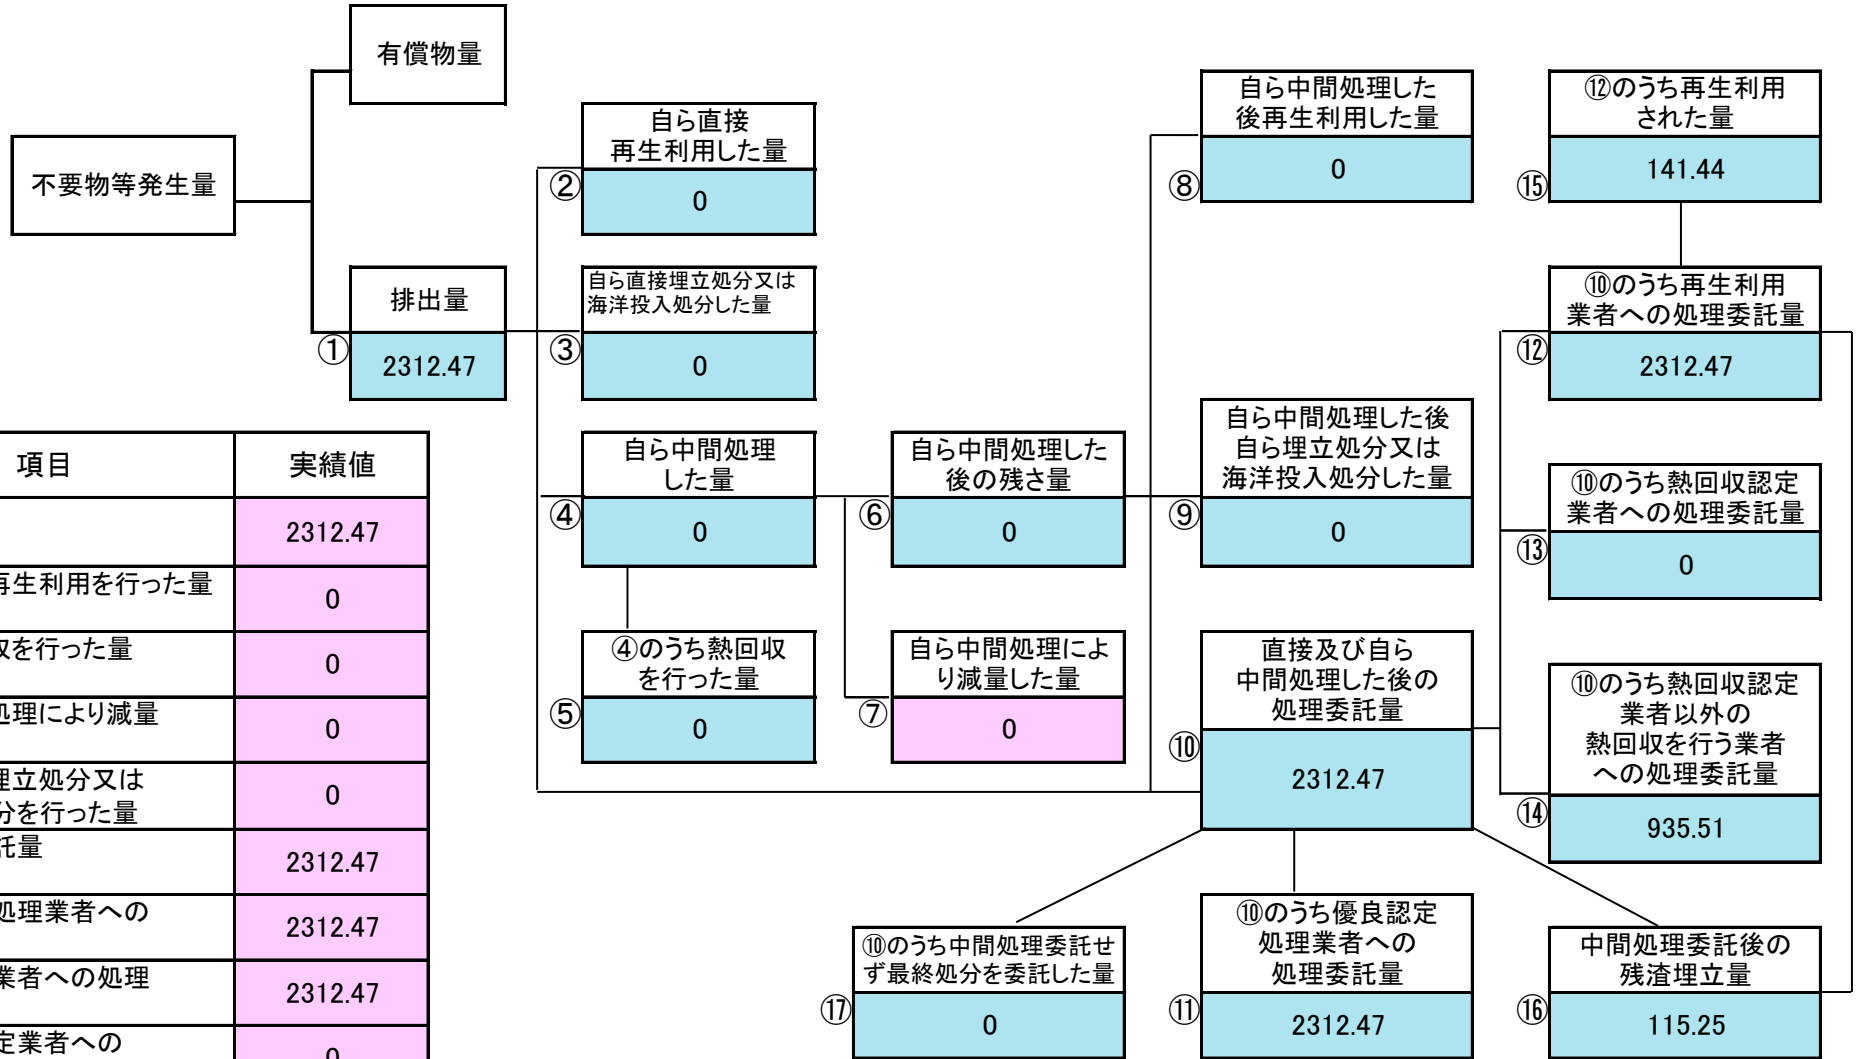 有償物量
不要物等発生量
排出量
①
2312.47
自ら直接
再生利用した量
②
0
自ら直接埋立処分又は
海洋投入処分した量
③
0
自ら中間処理
した量
④
0
④のうち熱回収
を行った量
⑤
0
自ら中間処理した
後の残さ量
⑥
0
自ら中間処理によ
り減量した量
⑦
0
自ら中間処理した
後再生利用した量
⑧
0
自ら中間処理した後
自ら埋立処分又は
海洋投入処分した量
⑨
0
直接及び自ら
中間処理した後の
処理委託量
⑩
2312.47
⑫のうち再生利用
された量
⑮
141.44
⑩のうち再生利用
業者への処理委託量
⑫
2312.47
⑩のうち熱回収認定
業者への処理委託量
⑬
0
⑩のうち熱回収認定
業者以外の
熱回収を行う業者
への処理委託量
⑭
935.51
⑩のうち中間処理委託せ
ず最終処分を委託した量
⑰
0
⑩のうち優良認定
処理業者への
処理委託量
⑪
2312.47
中間処理委託後の
残渣埋立量
⑯
115.25
項目 実績値
2312.47
再生利用を行った量
0
収を行った量
0
処理により減量
0
埋立処分又は
分を行った量
0
託量
2312.47
処理業者への
2312.47
業者への処理
2312.47
定業者への
0